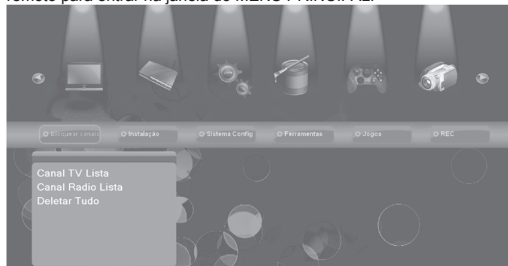 remoto para entrar na janela do MENU PRINCIPAL.
Instalação
Sistema Config
Ferramentas
Jogos
REC
Canal TV Lista
Canal Radio Lista
Deletar Tudo